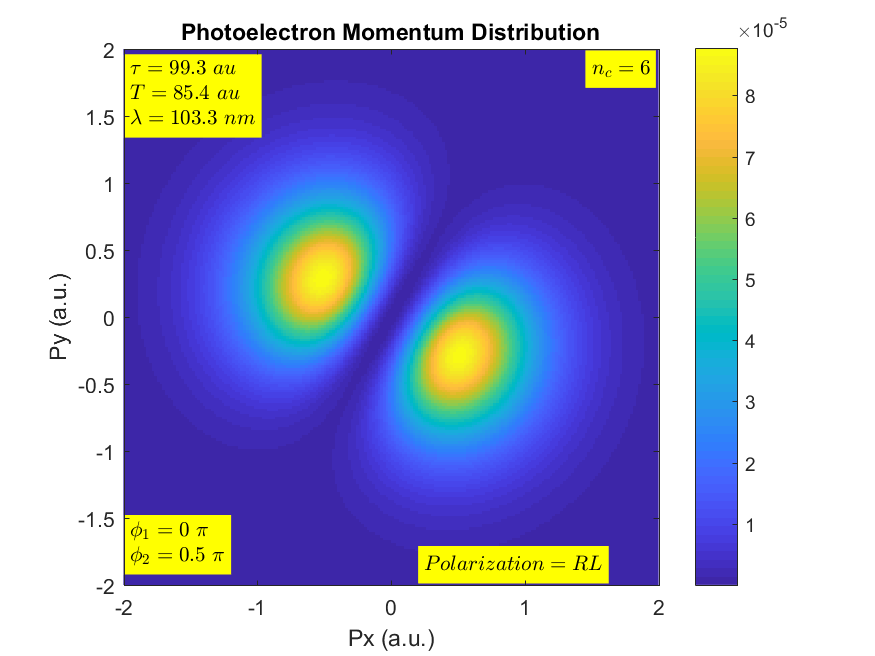 Photoelectron Momentum Distribution
×10⁻⁵
τ = 99.3 au
T = 85.4 au
λ = 103.3 nm
n_c = 6
2
1.5
1
0.5
0
-0.5
-1
-1.5
-2
Py (a.u.)
8
7
6
5
4
3
2
1
ϕ₁ = 0 π
ϕ₂ = 0.5 π
Polarization = RL
-2
-1
0
1
2
Px (a.u.)